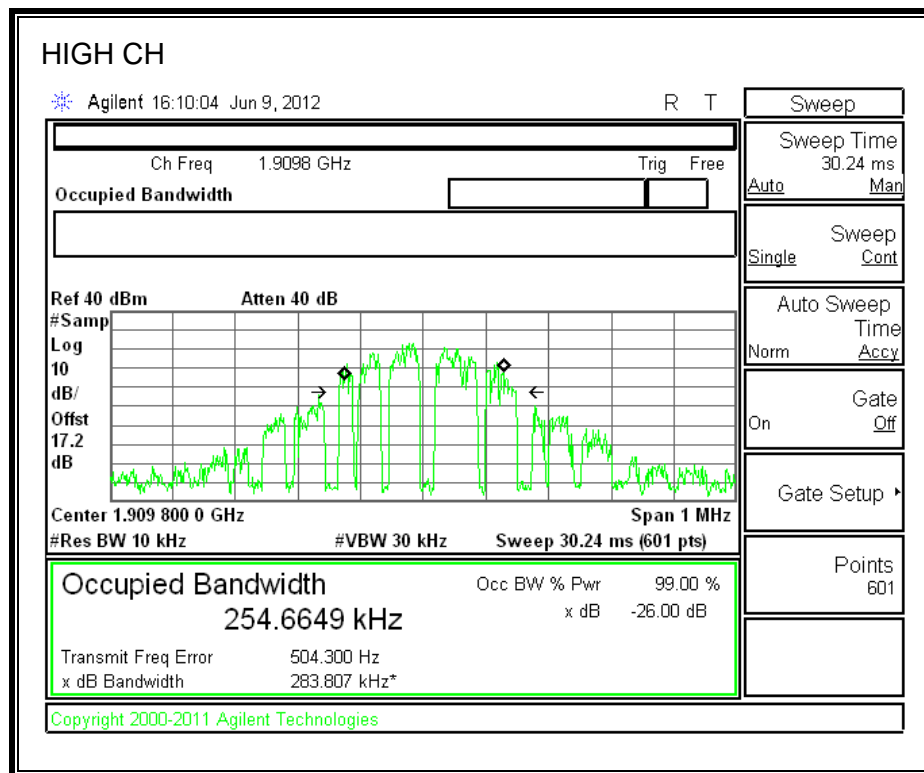 HIGH CH
Agilent 16:10:04 Jun 9, 2012 R T
Ch Freq 1.9098 GHz Trig Free
Occupied Bandwidth
Ref 40 dBm Atten 40 dB
#Samp
Log
10
dB/
Offst
17.2
dB
Center 1.909 800 0 GHz Span 1 MHz
#Res BW 10 kHz #VBW 30 kHz Sweep 30.24 ms (601 pts)
Occupied Bandwidth Occ BW % Pwr 99.00 %
254.6649 kHz x dB -26.00 dB
Transmit Freq Error 504.300 Hz
x dB Bandwidth 283.807 kHz*
Copyright 2000-2011 Agilent Technologies
Sweep
Sweep Time
30.24 ms
Auto Man
Sweep
Single Cont
Auto Sweep
Time
Norm Accy
Gate
On Off
Gate Setup
Points
601